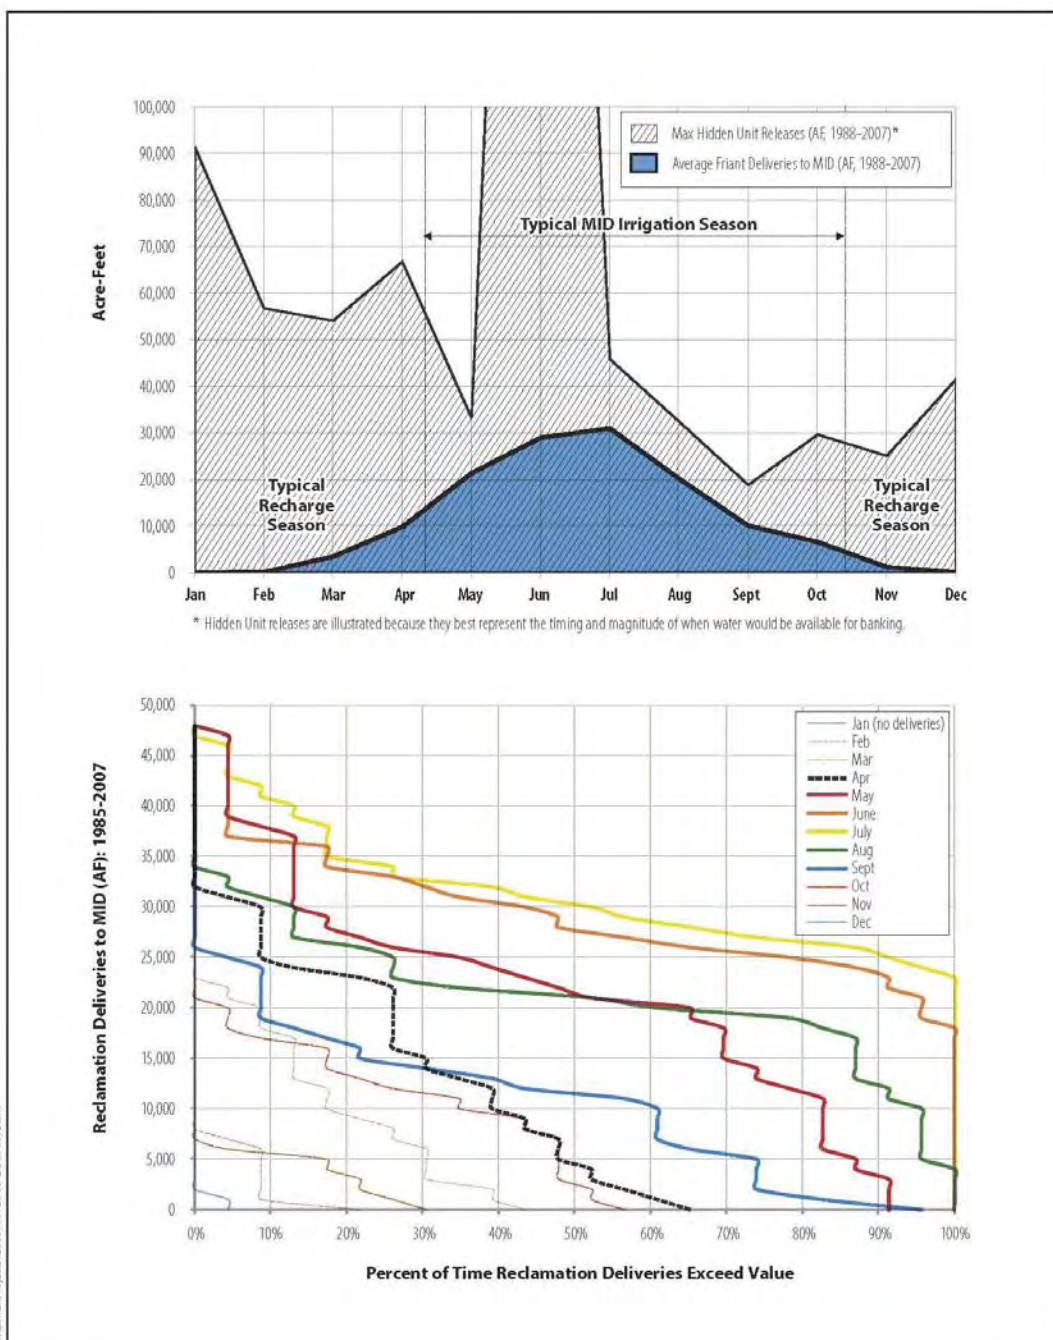 100,000
90,000
80,000
70,000
60,000
50,000
40,000
30,000
20,000
10,000
0
Acre-Feet
Max Hidden Unit Releases (AF, 1988–2007)*
Average Friant Deliveries to MID (AF, 1988–2007)
Typical MID Irrigation Season
Typical
Recharge
Season
Typical
Recharge
Season
Jan Feb Mar Apr May Jun Jul Aug Sept Oct Nov Dec
* Hidden Unit releases are illustrated because they best represent the timing and magnitude of when water would be available for banking.
50,000
45,000
40,000
35,000
30,000
25,000
20,000
15,000
10,000
5,000
0
Reclamation Deliveries to MID (AF): 1985-2007
Jan (no deliveries)
Feb
Mar
Apr
May
June
July
Aug
Sept
Oct
Nov
Dec
0% 10% 20% 30% 40% 50% 60% 70% 80% 90% 100%
Percent of Time Reclamation Deliveries Exceed Value